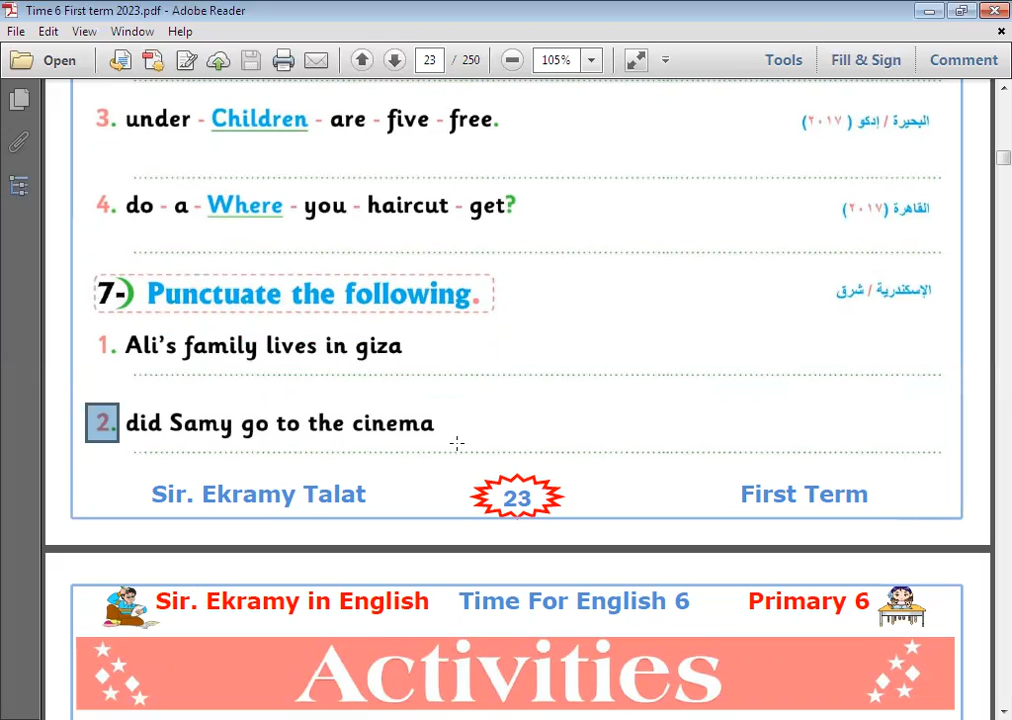 Time 6 First term 2023.pdf - Adobe Reader
File Edit View Window Help
Open 23 / 250 105% Tools Fill & Sign Comment
3. under - Children - are - five - free. البحيرة / إدكو ( ٢٠١٧)
4. do - a - Where - you - haircut - get? القاهرة (٢٠١٧)
7-) Punctuate the following. الإسكندرية / شرق
1. Ali's family lives in giza
2. did Samy go to the cinema
Sir. Ekramy Talat 23 First Term
Sir. Ekramy in English Time For English 6 Primary 6
Activities